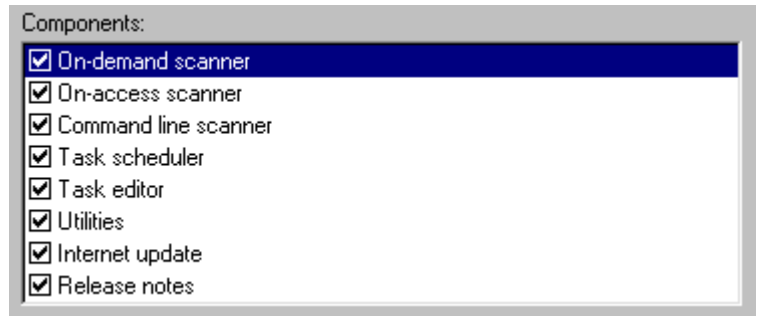 Components:
On-demand scanner
On-access scanner
Command line scanner
Task scheduler
Task editor
Utilities
Internet update
Release notes